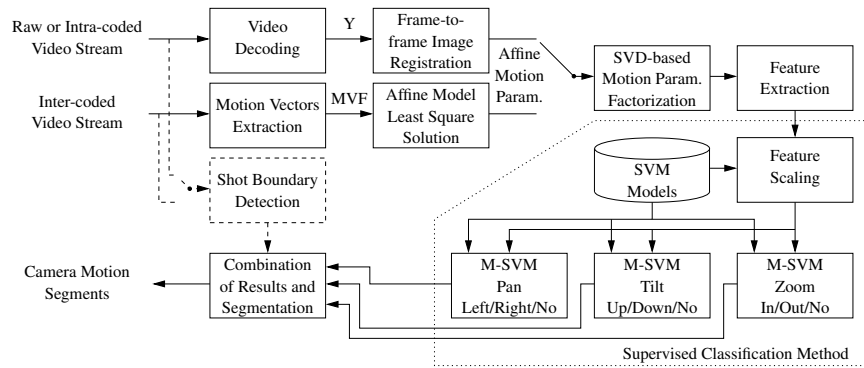 Raw or Intra-coded
Video Stream
Video
Decoding
Y
Frame-to-
frame Image
Registration
Affine
Motion
Param.
SVD-based
Motion Param.
Factorization
Feature
Extraction
Inter-coded
Video Stream
Motion Vectors
Extraction
MVF
Affine Model
Least Square
Solution
Shot Boundary
Detection
SVM
Models
Feature
Scaling
Camera Motion
Segments
Combination
of Results and
Segmentation
M-SVM
Pan
Left/Right/No
M-SVM
Tilt
Up/Down/No
M-SVM
Zoom
In/Out/No
Supervised Classification Method